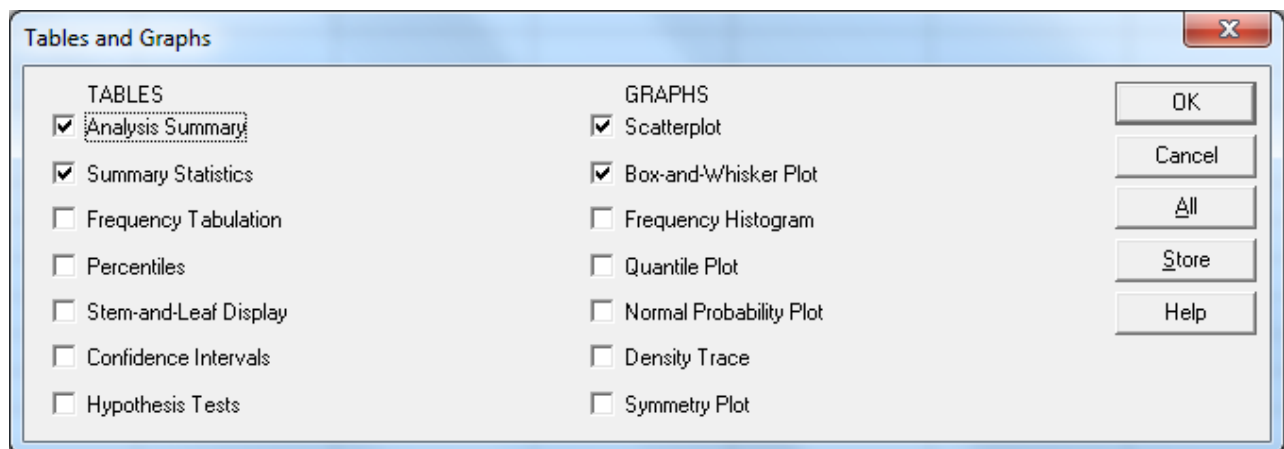 Tables and Graphs
TABLES
Analysis Summary
Summary Statistics
Frequency Tabulation
Percentiles
Stem-and-Leaf Display
Confidence Intervals
Hypothesis Tests
GRAPHS
Scatterplot
Box-and-Whisker Plot
Frequency Histogram
Quantile Plot
Normal Probability Plot
Density Trace
Symmetry Plot
OK
Cancel
All
Store
Help